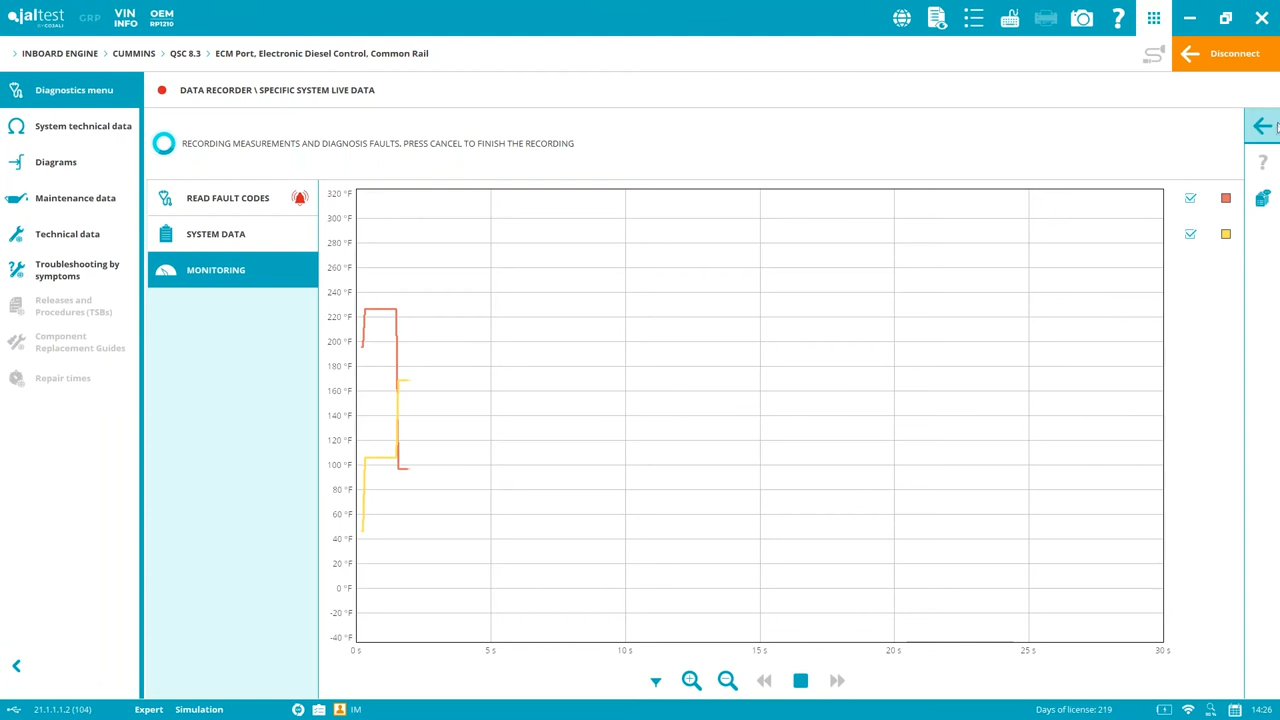 jaltest
BY COJALI
GRP
VIN
INFO
OEM
RP1210
?
> INBOARD ENGINE > CUMMINS > QSC 8.3 > ECM Port, Electronic Diesel Control, Common Rail
Disconnect
Diagnostics menu
System technical data
Diagrams
Maintenance data
Technical data
Troubleshooting by
symptoms
Releases and
Procedures (TSBs)
Component
Replacement Guides
Repair times
DATA RECORDER \ SPECIFIC SYSTEM LIVE DATA
RECORDING MEASUREMENTS AND DIAGNOSIS FAULTS. PRESS CANCEL TO FINISH THE RECORDING
?
READ FAULT CODES
SYSTEM DATA
MONITORING
320 °F
300 °F
280 °F
260 °F
240 °F
220 °F
200 °F
180 °F
160 °F
140 °F
120 °F
100 °F
80 °F
60 °F
40 °F
20 °F
0 °F
-20 °F
-40 °F
0 s
5 s
10 s
15 s
20 s
25 s
30 s
21.1.1.1.2 (104)
Expert
Simulation
IM
Days of license: 219
14:26